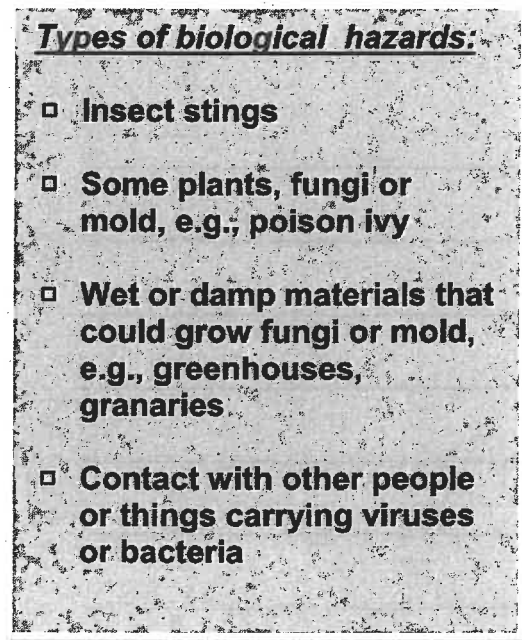 Types of biological hazards:
▫ Insect stings
▫ Some plants, fungi or
mold, e.g., poison ivy
▫ Wet or damp materials that
could grow fungi or mold,
e.g., greenhouses,
granaries
▫ Contact with other people
or things carrying viruses
or bacteria